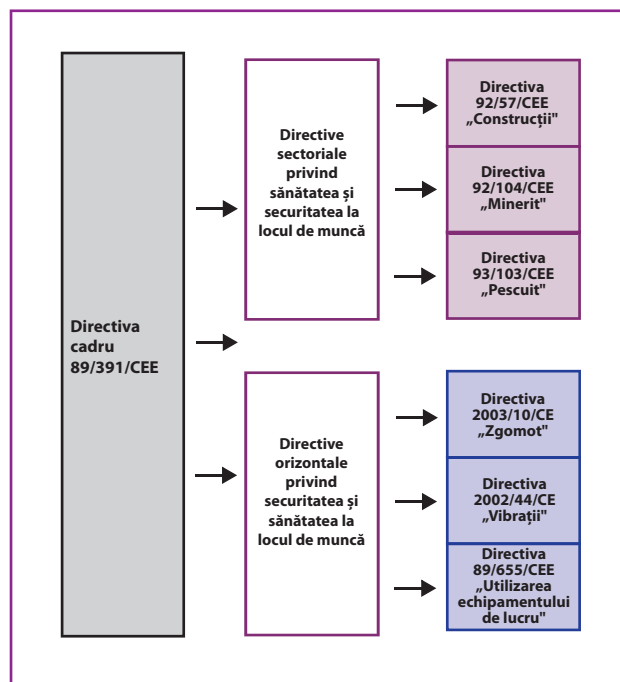 Directiva
cadru
89/391/CEE
Directive
sectoriale
privind
sănătatea și
securitatea la
locul de muncă
Directiva
92/57/CEE
„Construcții"
Directiva
92/104/CEE
„Minerit"
Directiva
93/103/CEE
„Pescuit"
Directive
orizontale
privind
securitatea și
sănătatea la
locul de muncă
Directiva
2003/10/CE
„Zgomot"
Directiva
2002/44/CE
„Vibrații"
Directiva
89/655/CEE
„Utilizarea
echipamentului
de lucru"